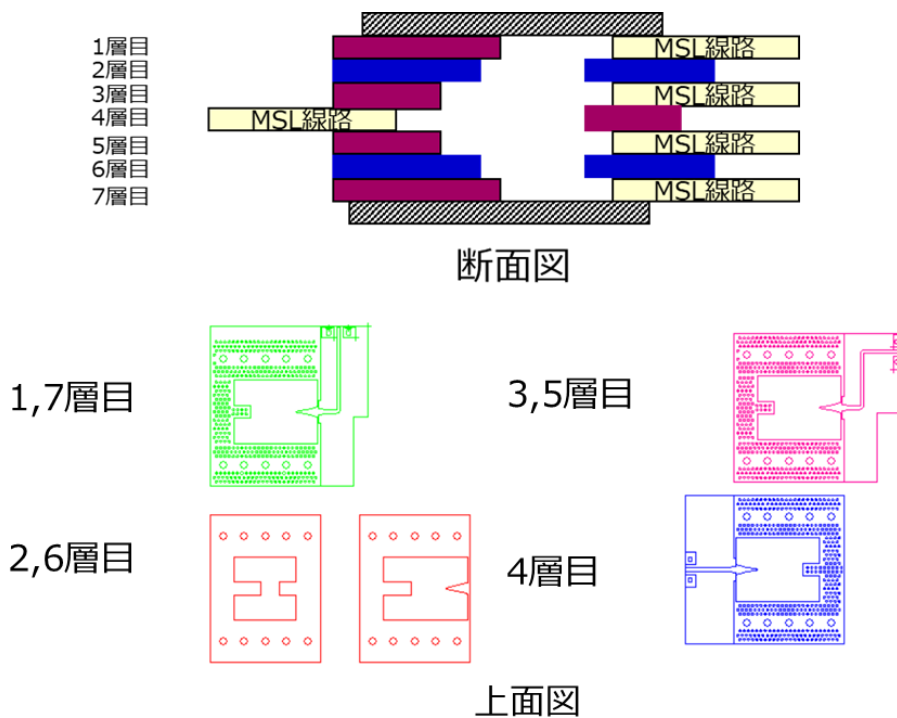 1層目
MSL線路
2層目
3層目
MSL線路
4層目
MSL線路
5層目
MSL線路
6層目
7層目
MSL線路
断面図
1,7層目
3,5層目
2,6層目
4層目
上面図